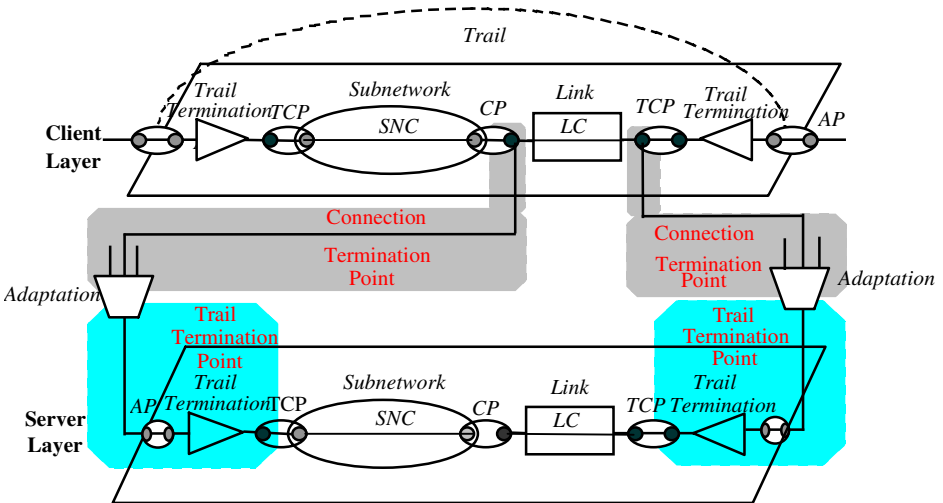 Trail
Trail
Termination
TCP
Subnetwork
SNC
CP
Link
LC
TCP
Trail
Termination
AP
Client
Layer
Connection
Termination
Point
Connection
Termination
Point
Adaptation
Adaptation
Trail
Termination
Point
Trail
Termination
Point
AP
Trail
Termination
TCP
Subnetwork
SNC
CP
Link
LC
TCP
Trail
Termination
Server
Layer